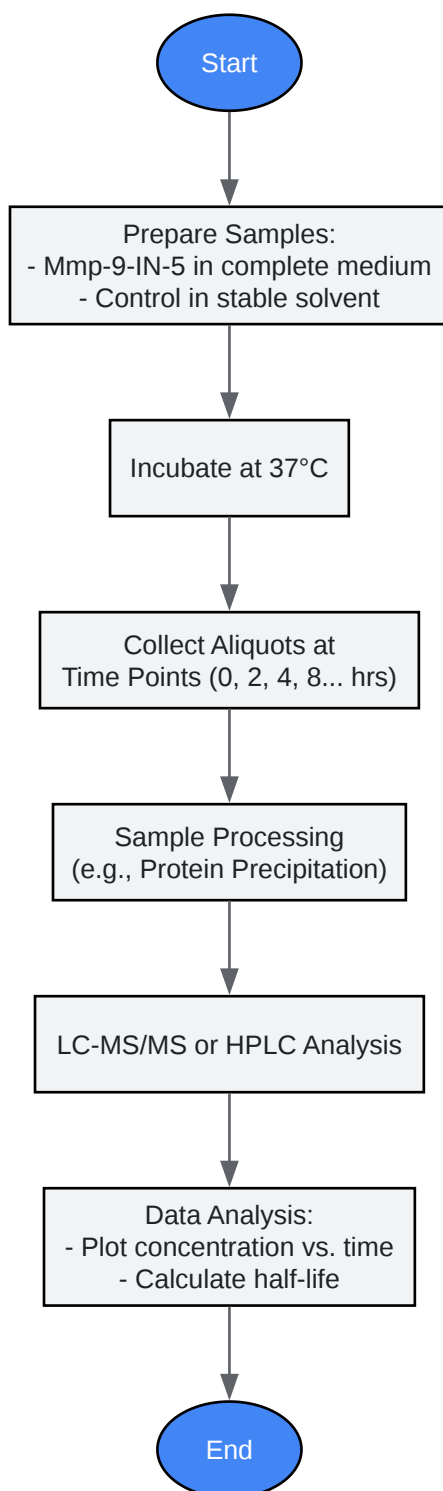 Start
Prepare Samples:
- Mmp-9-IN-5 in complete medium
- Control in stable solvent
Incubate at 37°C
Collect Aliquots at
Time Points (0, 2, 4, 8... hrs)
Sample Processing
(e.g., Protein Precipitation)
LC-MS/MS or HPLC Analysis
Data Analysis:
- Plot concentration vs. time
- Calculate half-life
End